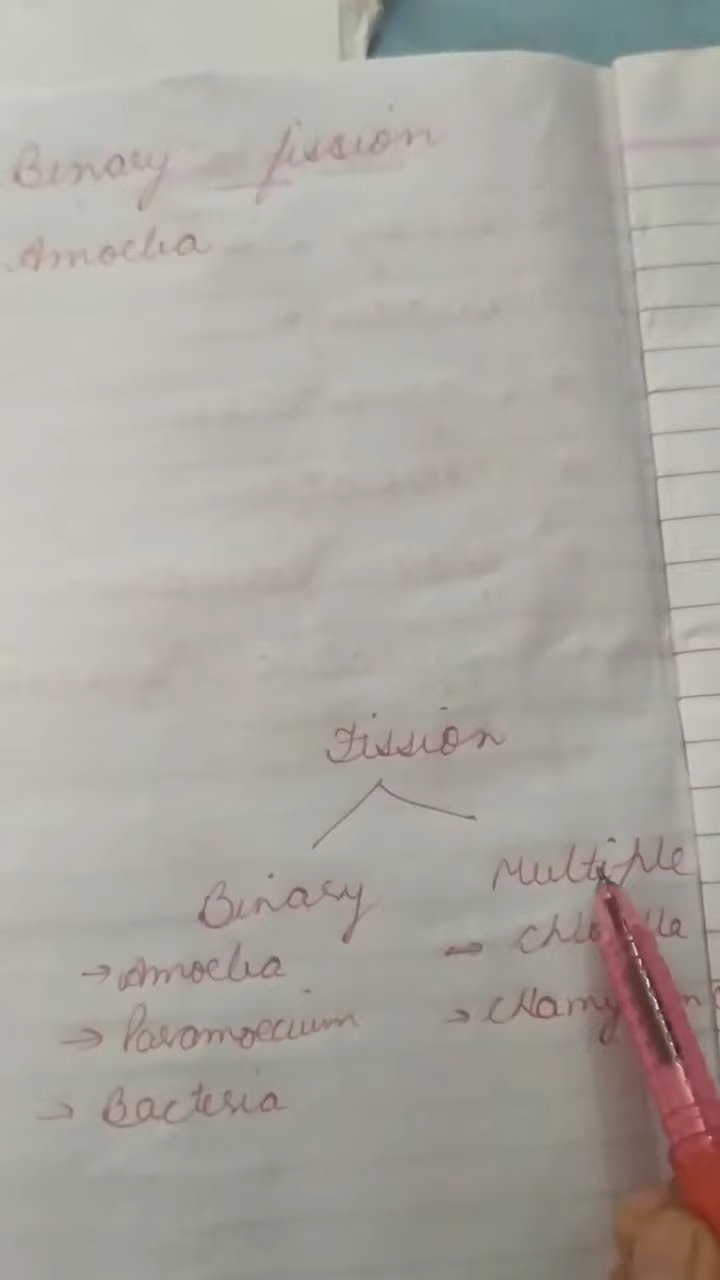 Binary fission
Amoeba
Fission
Binary
Multiple
→ Amoeba
→ Paramoecium
→ Bacteria